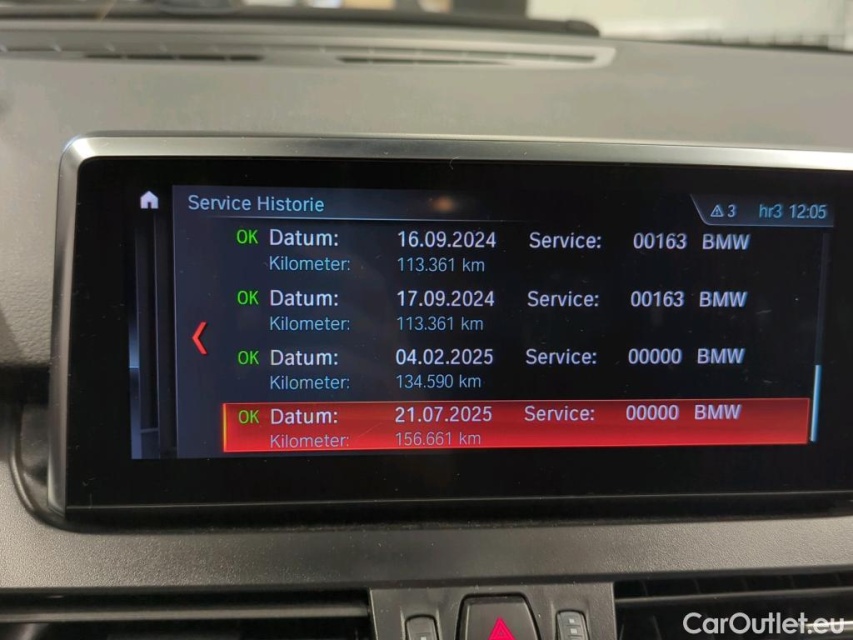 Service Historie
3 hr3 12:05
OK Datum: 16.09.2024 Service: 00163 BMW
Kilometer: 113.361 km
OK Datum: 17.09.2024 Service: 00163 BMW
Kilometer: 113.361 km
OK Datum: 04.02.2025 Service: 00000 BMW
Kilometer: 134.590 km
OK Datum: 21.07.2025 Service: 00000 BMW
Kilometer: 156.661 km
CarOutlet.eu